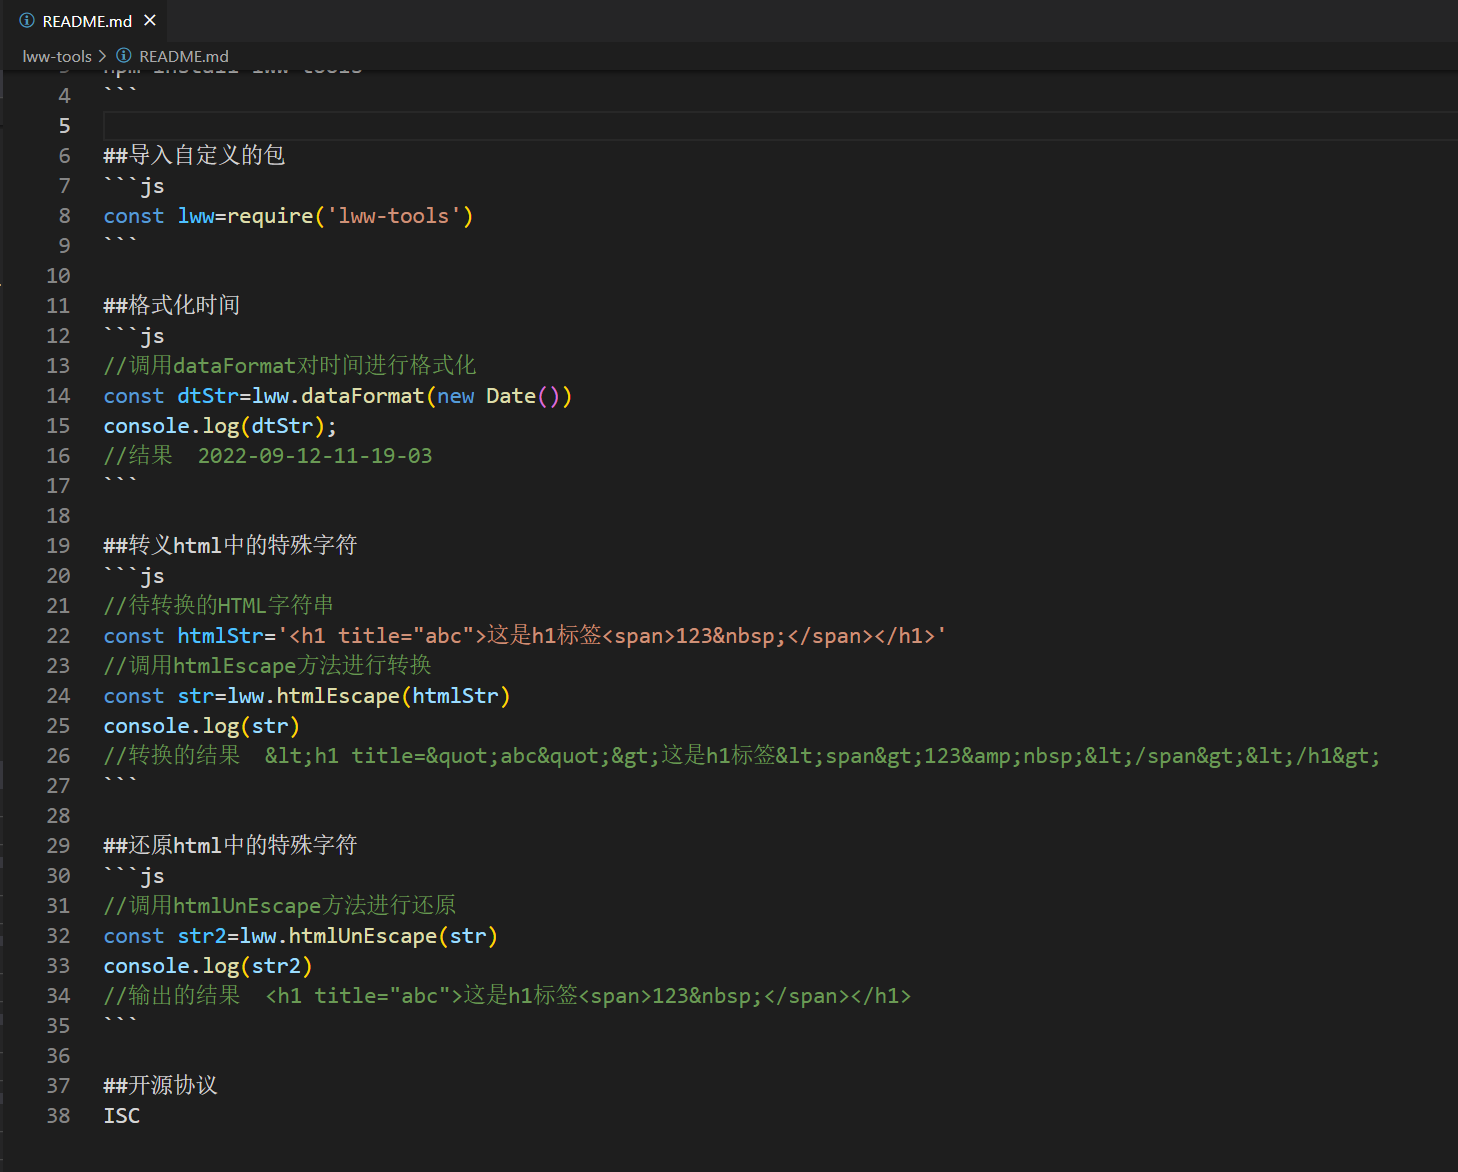 README.md ×
lww-tools > README.md
3 npm install lww-tools
4 ```
5
6 ##导入自定义的包
7 ```js
8 const lww=require('lww-tools')
9 ```
10
11 ##格式化时间
12 ```js
13 //调用dataFormat对时间进行格式化
14 const dtStr=lww.dataFormat(new Date())
15 console.log(dtStr);
16 //结果  2022-09-12-11-19-03
17 ```
18
19 ##转义html中的特殊字符
20 ```js
21 //待转换的HTML字符串
22 const htmlStr='<h1 title="abc">这是h1标签<span>123&nbsp;</span></h1>'
23 //调用htmlEscape方法进行转换
24 const str=lww.htmlEscape(htmlStr)
25 console.log(str)
26 //转换的结果  &lt;h1 title=&quot;abc&quot;&gt;这是h1标签&lt;span&gt;123&amp;nbsp;&lt;/span&gt;&lt;/h1&gt;
27 ```
28
29 ##还原html中的特殊字符
30 ```js
31 //调用htmlUnEscape方法进行还原
32 const str2=lww.htmlUnEscape(str)
33 console.log(str2)
34 //输出的结果  <h1 title="abc">这是h1标签<span>123&nbsp;</span></h1>
35 ```
36
37 ##开源协议
38 ISC